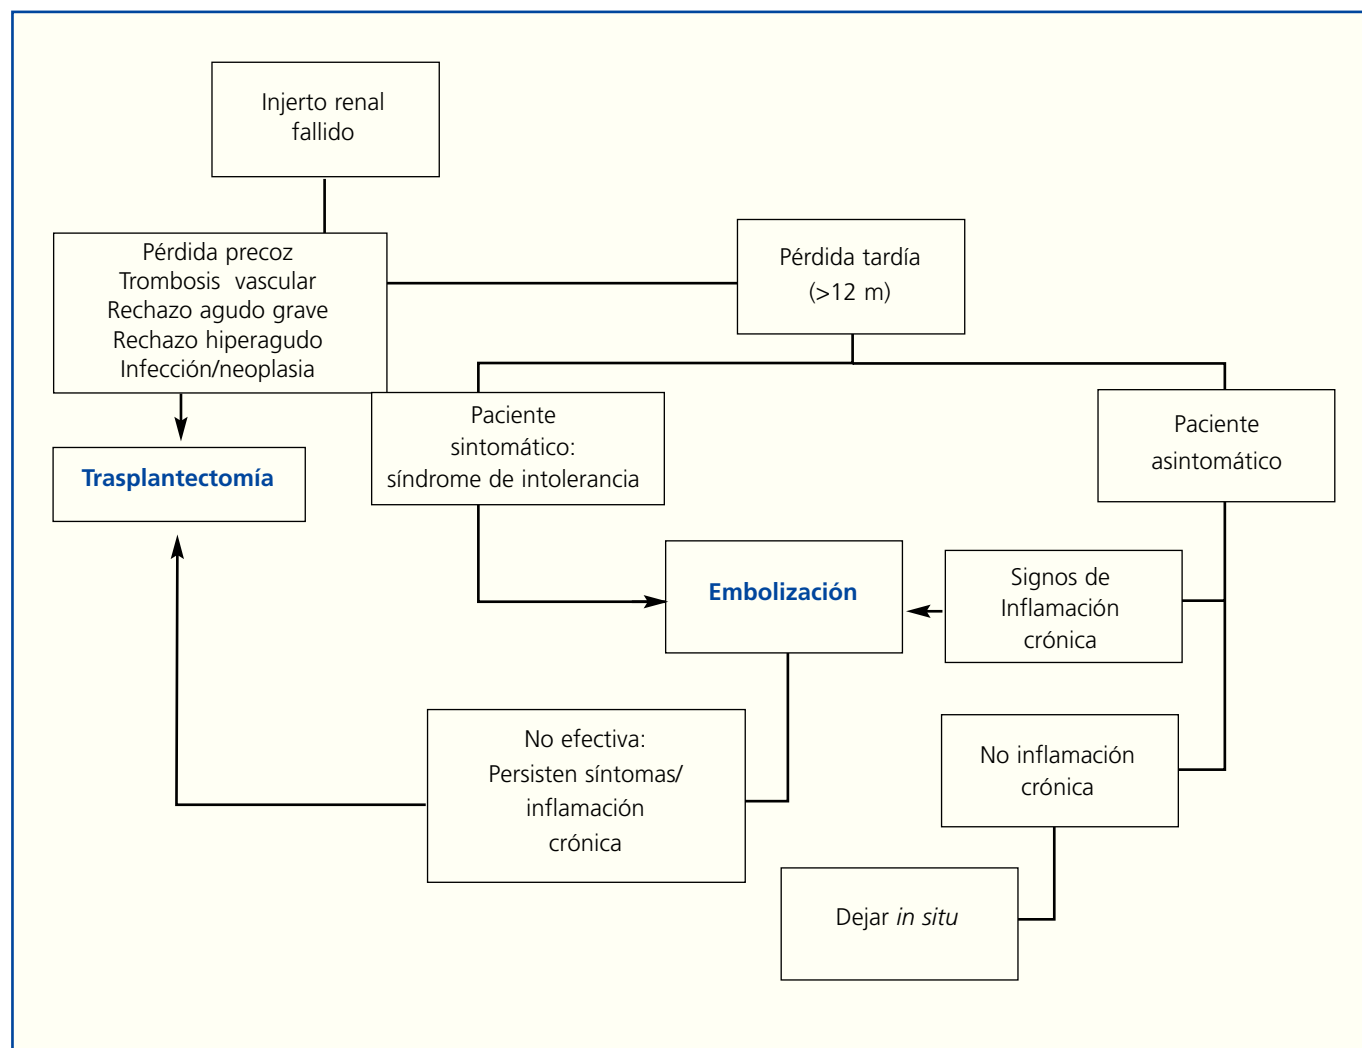 Injerto renal
fallido
Pérdida precoz
Trombosis vascular
Rechazo agudo grave
Rechazo hiperagudo
Infección/neoplasia
Pérdida tardía
(>12 m)
Trasplantectomía
Paciente
sintomático:
síndrome de intolerancia
Paciente
asintomático
Embolización
Signos de
Inflamación
crónica
No efectiva:
Persisten síntomas/
inflamación
crónica
No inflamación
crónica
Dejar in situ